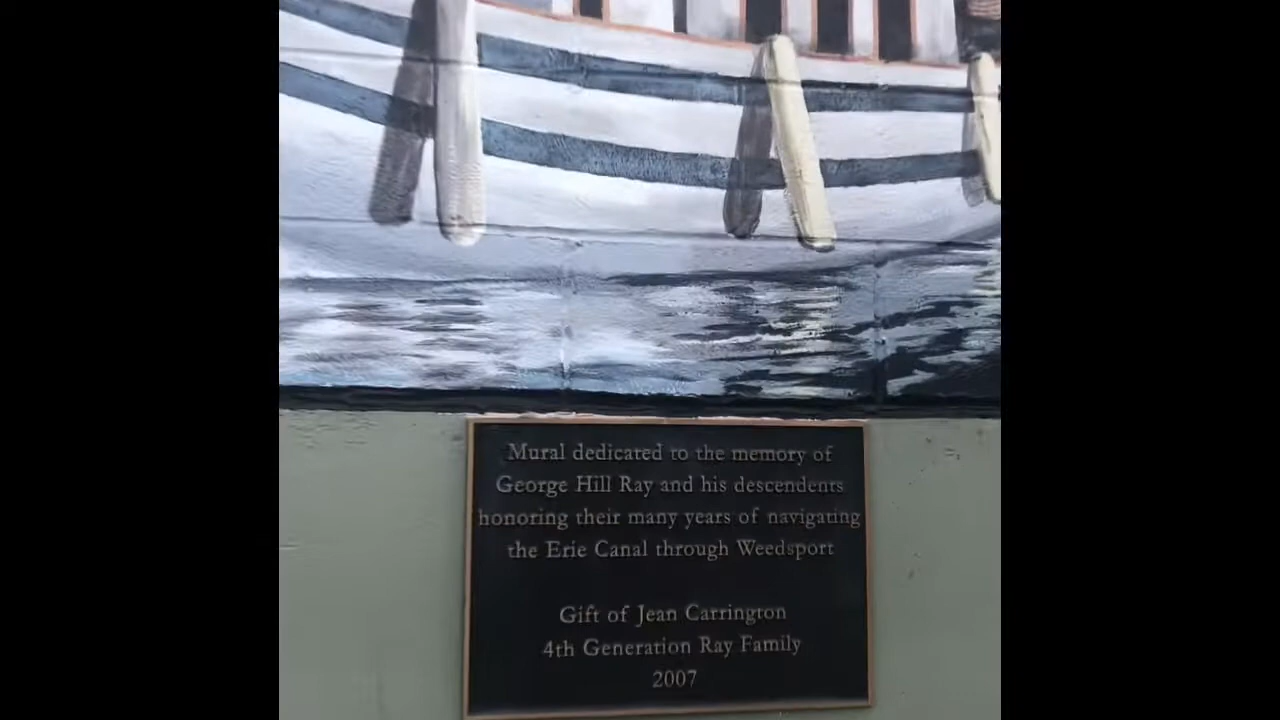 Mural dedicated to the memory of
George Hill Ray and his descendents
honoring their many years of navigating
the Erie Canal through Weedsport
Gift of Jean Carrington
4th Generation Ray Family
2007